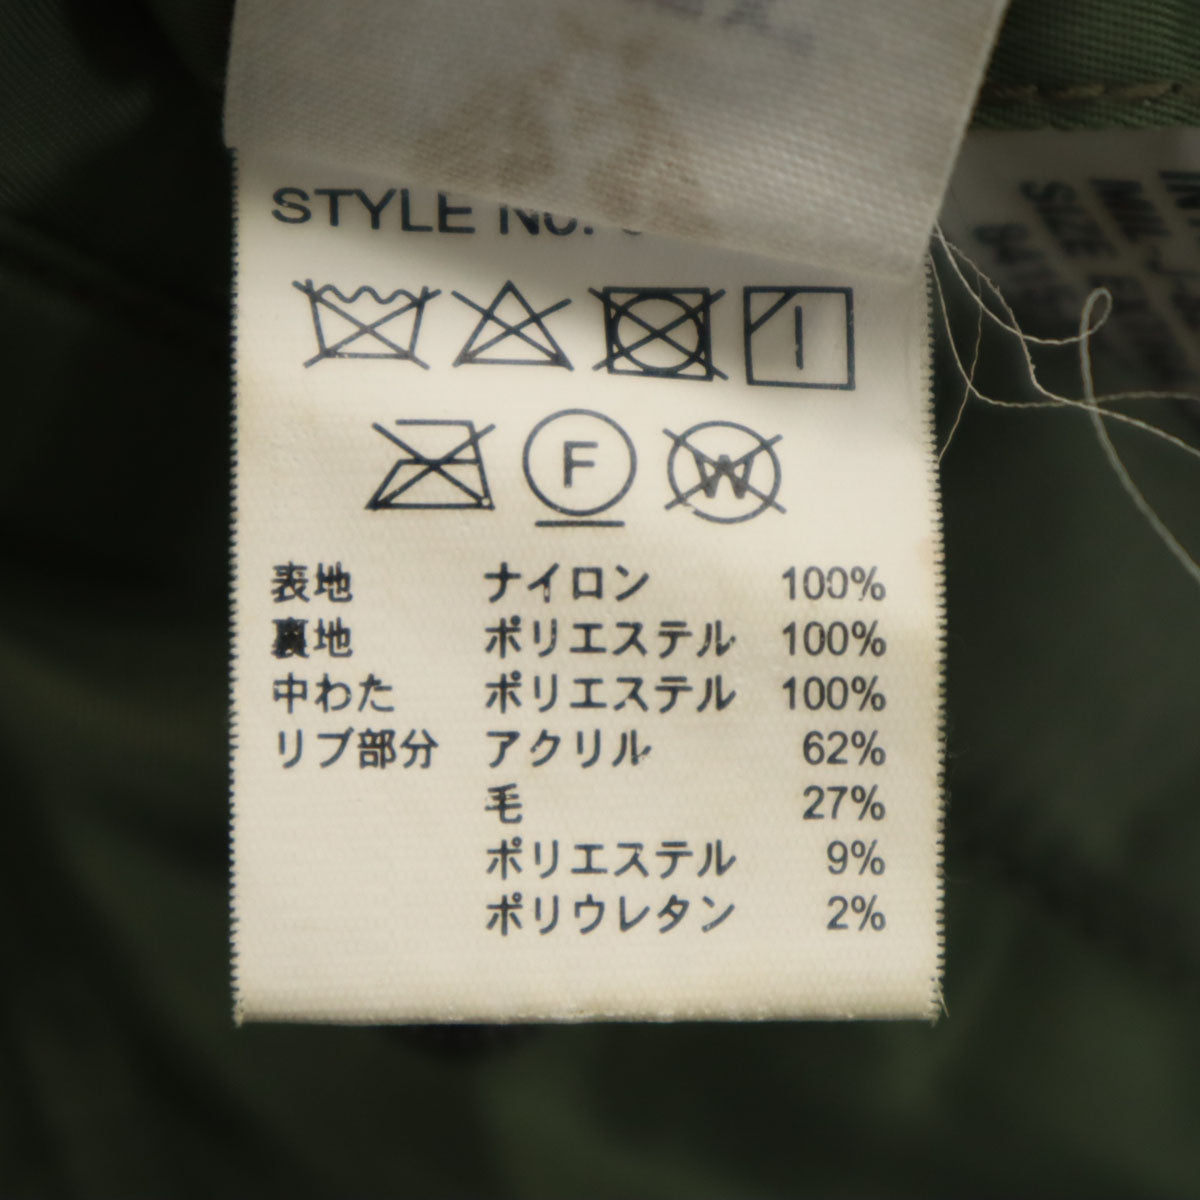 STYLE No.
F
W
表地 ナイロン 100%
裏地 ポリエステル 100%
中わた ポリエステル 100%
リブ部分 アクリル 62%
毛 27%
ポリエステル 9%
ポリウレタン 2%
SIZE